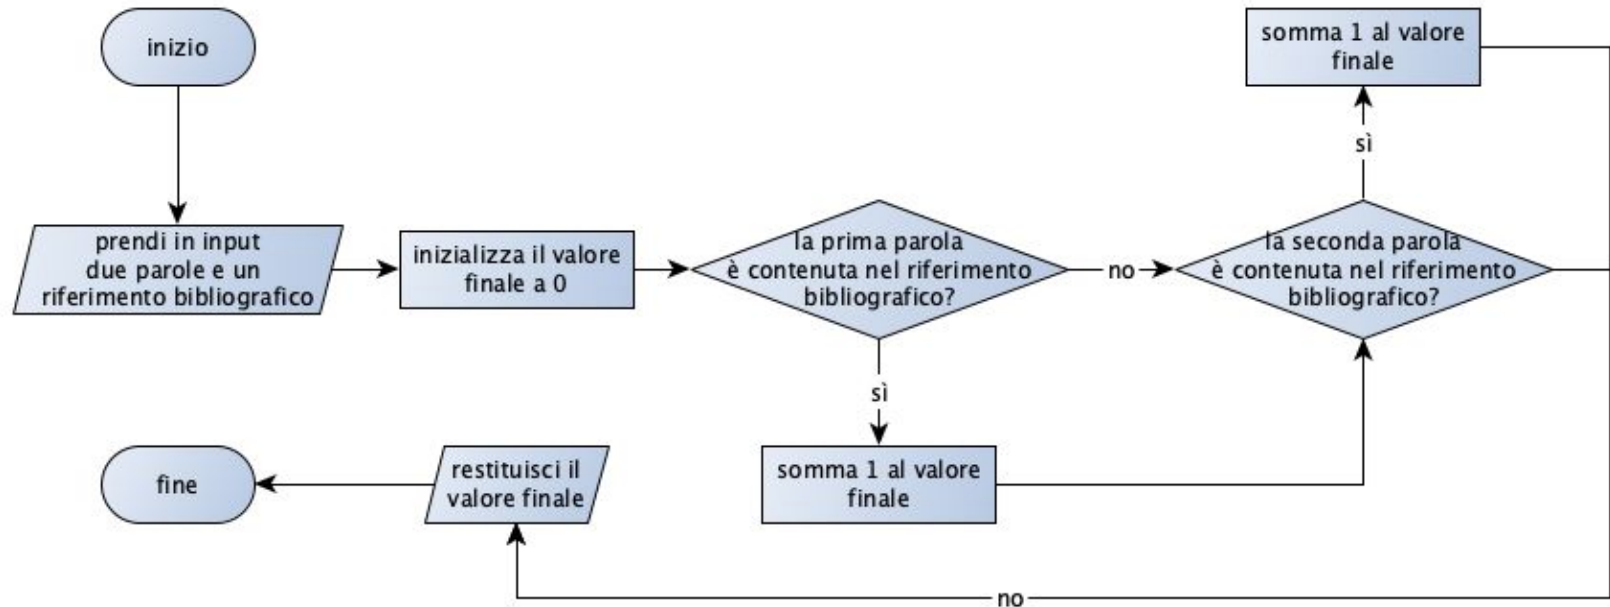 inizio
prendi in input
due parole e un
riferimento bibliografico
inizializza il valore
finale a 0
la prima parola
è contenuta nel riferimento
bibliografico?
no
la seconda parola
è contenuta nel riferimento
bibliografico?
sì
somma 1 al valore
finale
sì
somma 1 al valore
finale
no
restituisci il
valore finale
fine